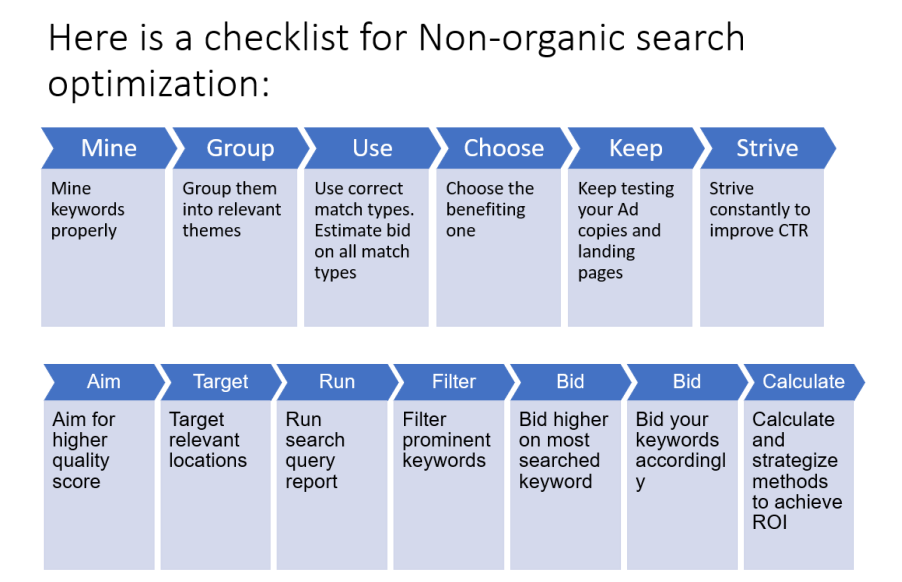 Here is a checklist for Non-organic search
optimization:
Mine
Group
Use
Choose
Keep
Strive
Mine
keywords
properly
Group them
into relevant
themes
Use correct
match types.
Estimate bid
on all match
types
Choose the
benefiting
one
Keep testing
your Ad
copies and
landing
pages
Strive
constantly to
improve CTR
Aim
Target
Run
Filter
Bid
Bid
Calculate
Aim for
higher
quality
score
Target
relevant
locations
Run
search
query
report
Filter
prominent
keywords
Bid higher
on most
searched
keyword
Bid your
keywords
accordingl
y
Calculate
and
strategize
methods
to achieve
ROI